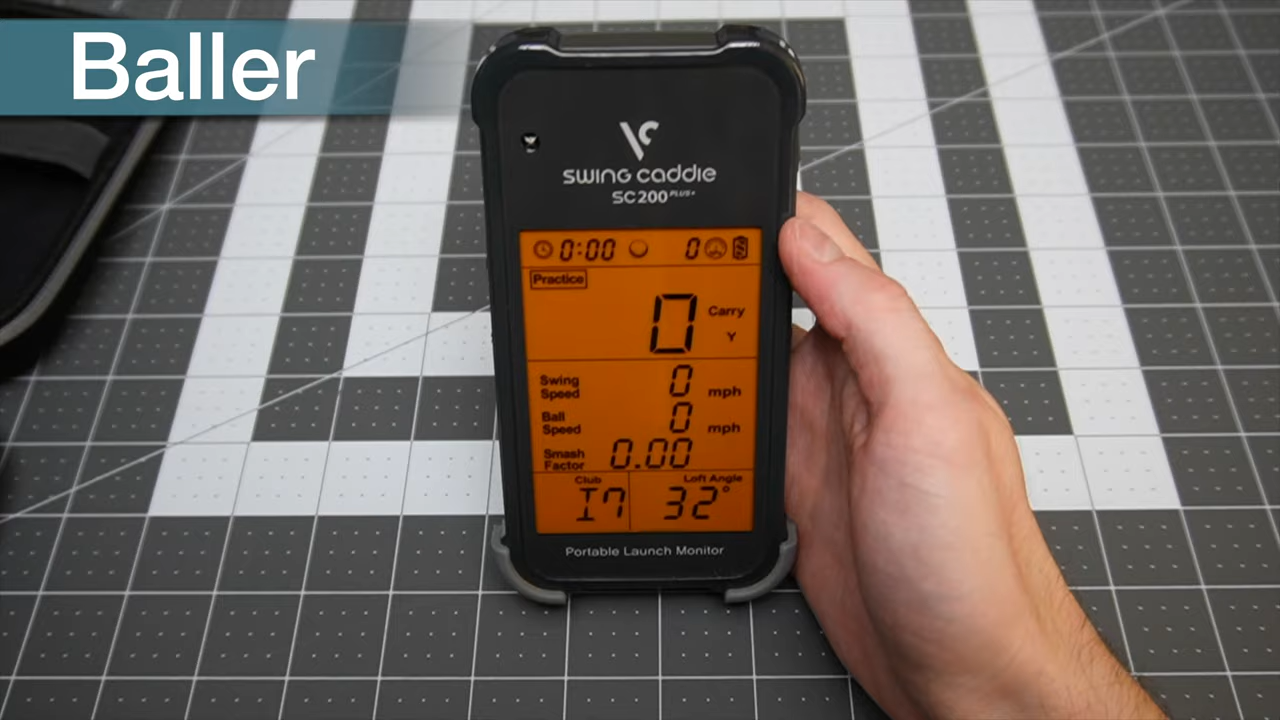 Baller
SWING CADDIE
SC200 PLUS+
0:00 0
Practice
0 Carry
Y
Swing Speed 0 mph
Ball Speed 0 mph
Smash Factor 0.00
Club Loft Angle
I7 32°
Portable Launch Monitor